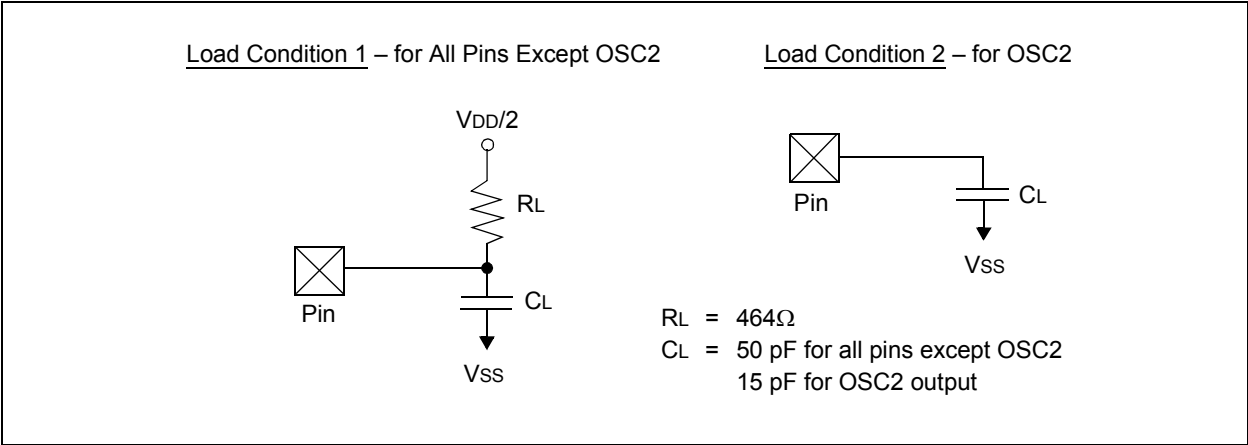 Load Condition 1 – for All Pins Except OSC2
VDD/2
RL
Pin
CL
VSS
Load Condition 2 – for OSC2
Pin
CL
VSS
RL = 464Ω
CL = 50 pF for all pins except OSC2
15 pF for OSC2 output